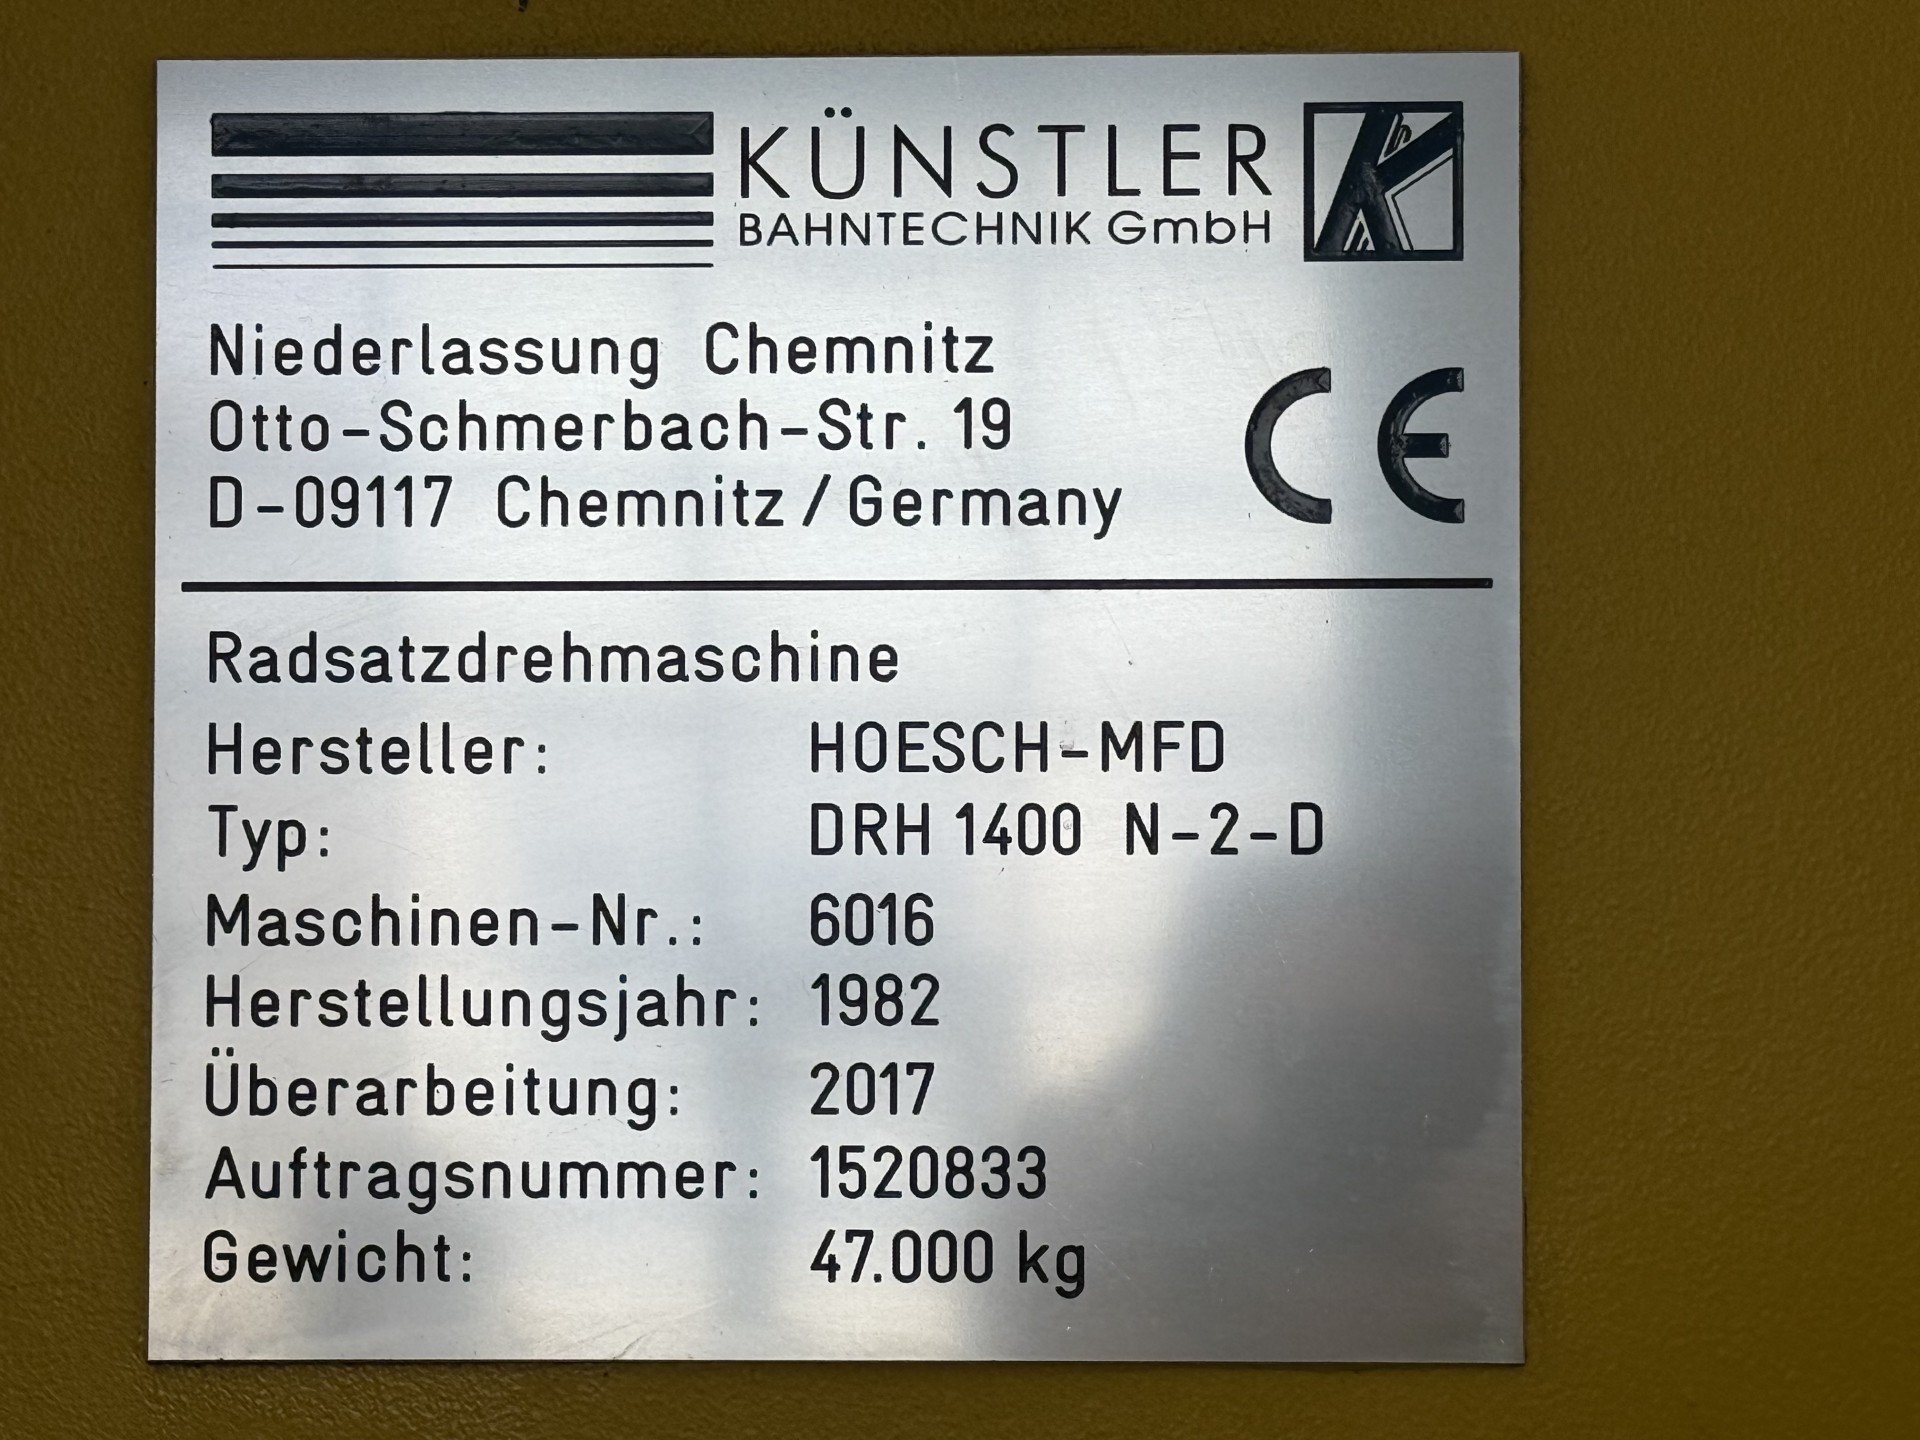 KÜNSTLER
BAHNTECHNIK GmbH
K
Niederlassung Chemnitz
Otto-Schmerbach-Str. 19
D-09117 Chemnitz/Germany
CE
Radsatzdrehmaschine
Hersteller: HOESCH-MFD
Typ: DRH 1400 N-2-D
Maschinen-Nr.: 6016
Herstellungsjahr: 1982
Überarbeitung: 2017
Auftragsnummer: 1520833
Gewicht: 47.000 kg